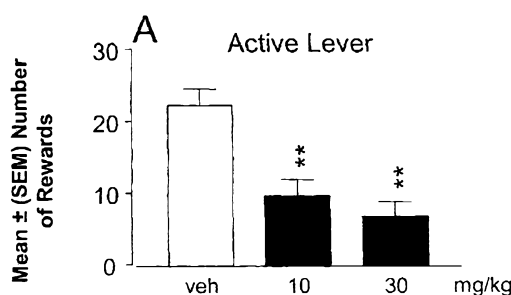 A
Active Lever
Mean ± (SEM) Number
of Rewards
30
20
10
0
**
**
veh 10 30 mg/kg